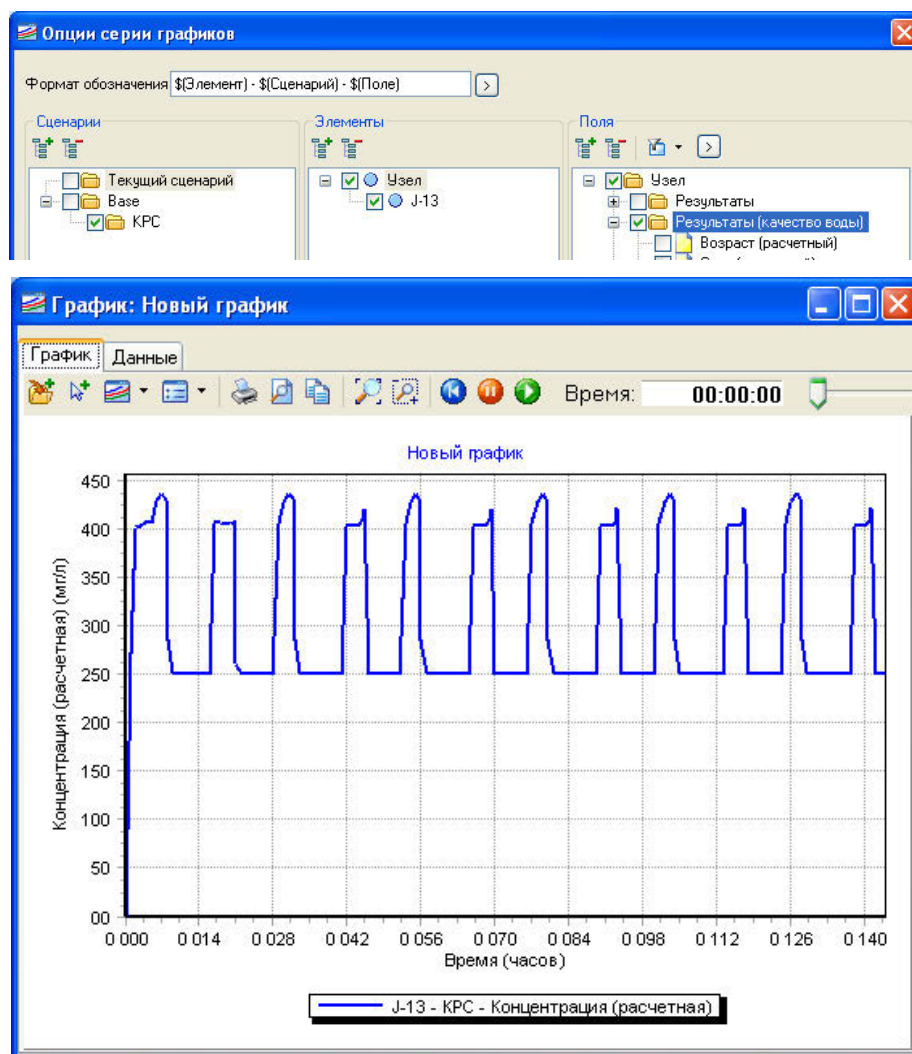 Опции серии графиков
Формат обозначения $(Элемент) - $(Сценарий) - $(Поле) >
Сценарии
Элементы
Поля
Текущий сценарий
Base
КРС
Узел
J-13
Узел
Результаты
Результаты (качество воды)
Возраст (расчетный)
График: Новый график
График Данные
Время: 00:00:00
Новый график
Концентрация (расчетная) (мг/л)
450
400
350
300
250
200
150
100
50
00
0 000 0 014 0 028 0 042 0 056 0 070 0 084 0 098 0 112 0 126 0 140
Время (часов)
J-13 - КРС - Концентрация (расчетная)